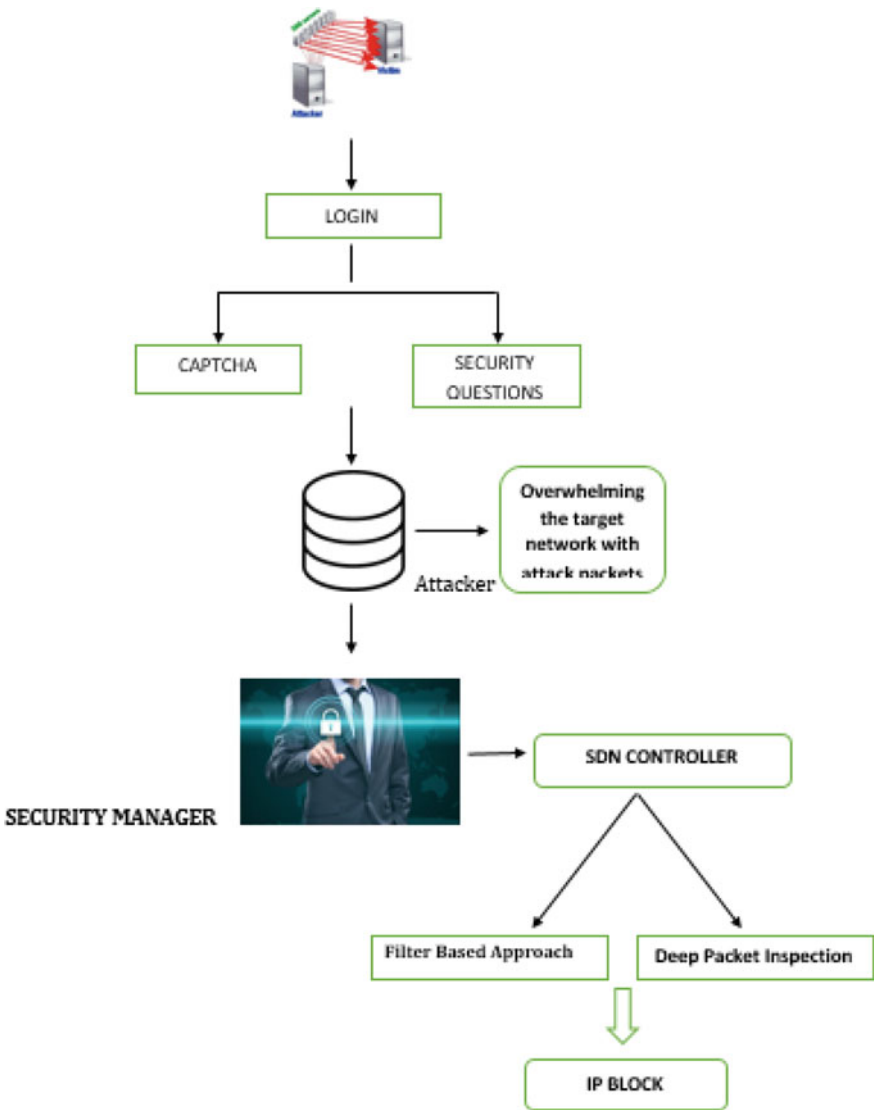 Victim
Attacker
LOGIN
CAPTCHA
SECURITY
QUESTIONS
Overwhelming
the target
network with
attack packets
Attacker
SDN CONTROLLER
SECURITY MANAGER
Filter Based Approach
Deep Packet Inspection
IP BLOCK